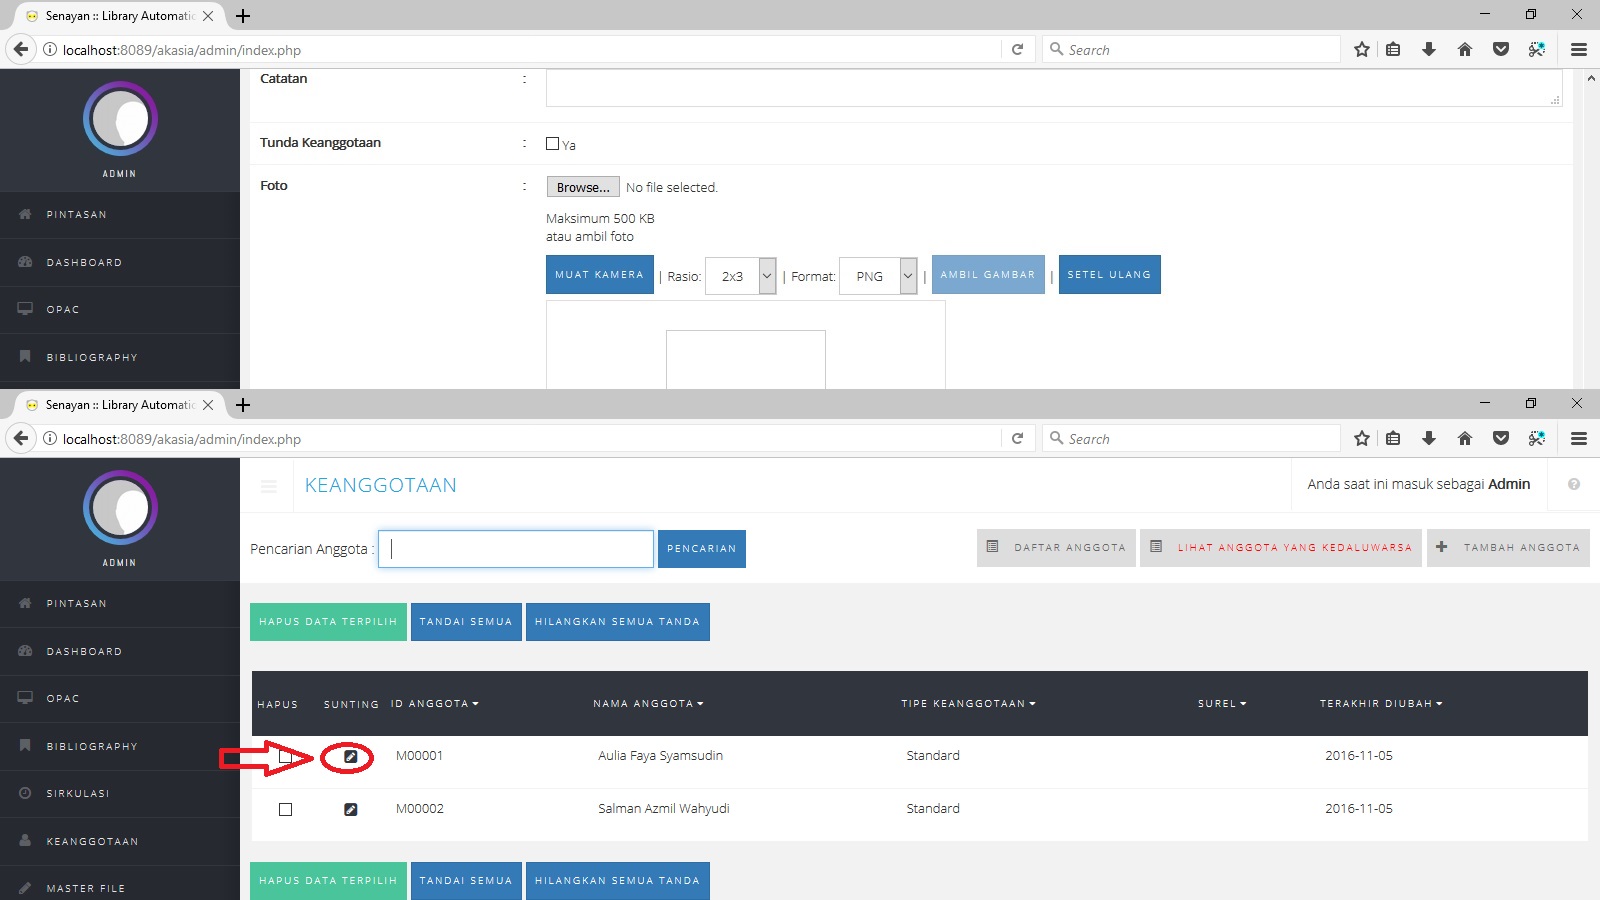 Senayan :: Library Automatic
localhost:8089/akasia/admin/index.php
Search
ADMIN
PINTASAN
DASHBOARD
OPAC
BIBLIOGRAPHY
Catatan :
Tunda Keanggotaan : Ya
Foto : Browse... No file selected.
Maksimum 500 KB
atau ambil foto
MUAT KAMERA | Rasio: 2x3 | Format: PNG | AMBIL GAMBAR | SETEL ULANG
Senayan :: Library Automatic
localhost:8089/akasia/admin/index.php
Search
ADMIN
PINTASAN
DASHBOARD
OPAC
BIBLIOGRAPHY
SIRKULASI
KEANGGOTAAN
MASTER FILE
KEANGGOTAAN
Anda saat ini masuk sebagai Admin
Pencarian Anggota : PENCARIAN
DAFTAR ANGGOTA LIHAT ANGGOTA YANG KEDALUWARSA TAMBAH ANGGOTA
HAPUS DATA TERPILIH TANDAI SEMUA HILANGKAN SEMUA TANDA
HAPUS SUNTING ID ANGGOTA NAMA ANGGOTA TIPE KEANGGOTAAN SUREL TERAKHIR DIUBAH
M00001 Aulia Faya Syamsudin Standard 2016-11-05
M00002 Salman Azmil Wahyudi Standard 2016-11-05
HAPUS DATA TERPILIH TANDAI SEMUA HILANGKAN SEMUA TANDA